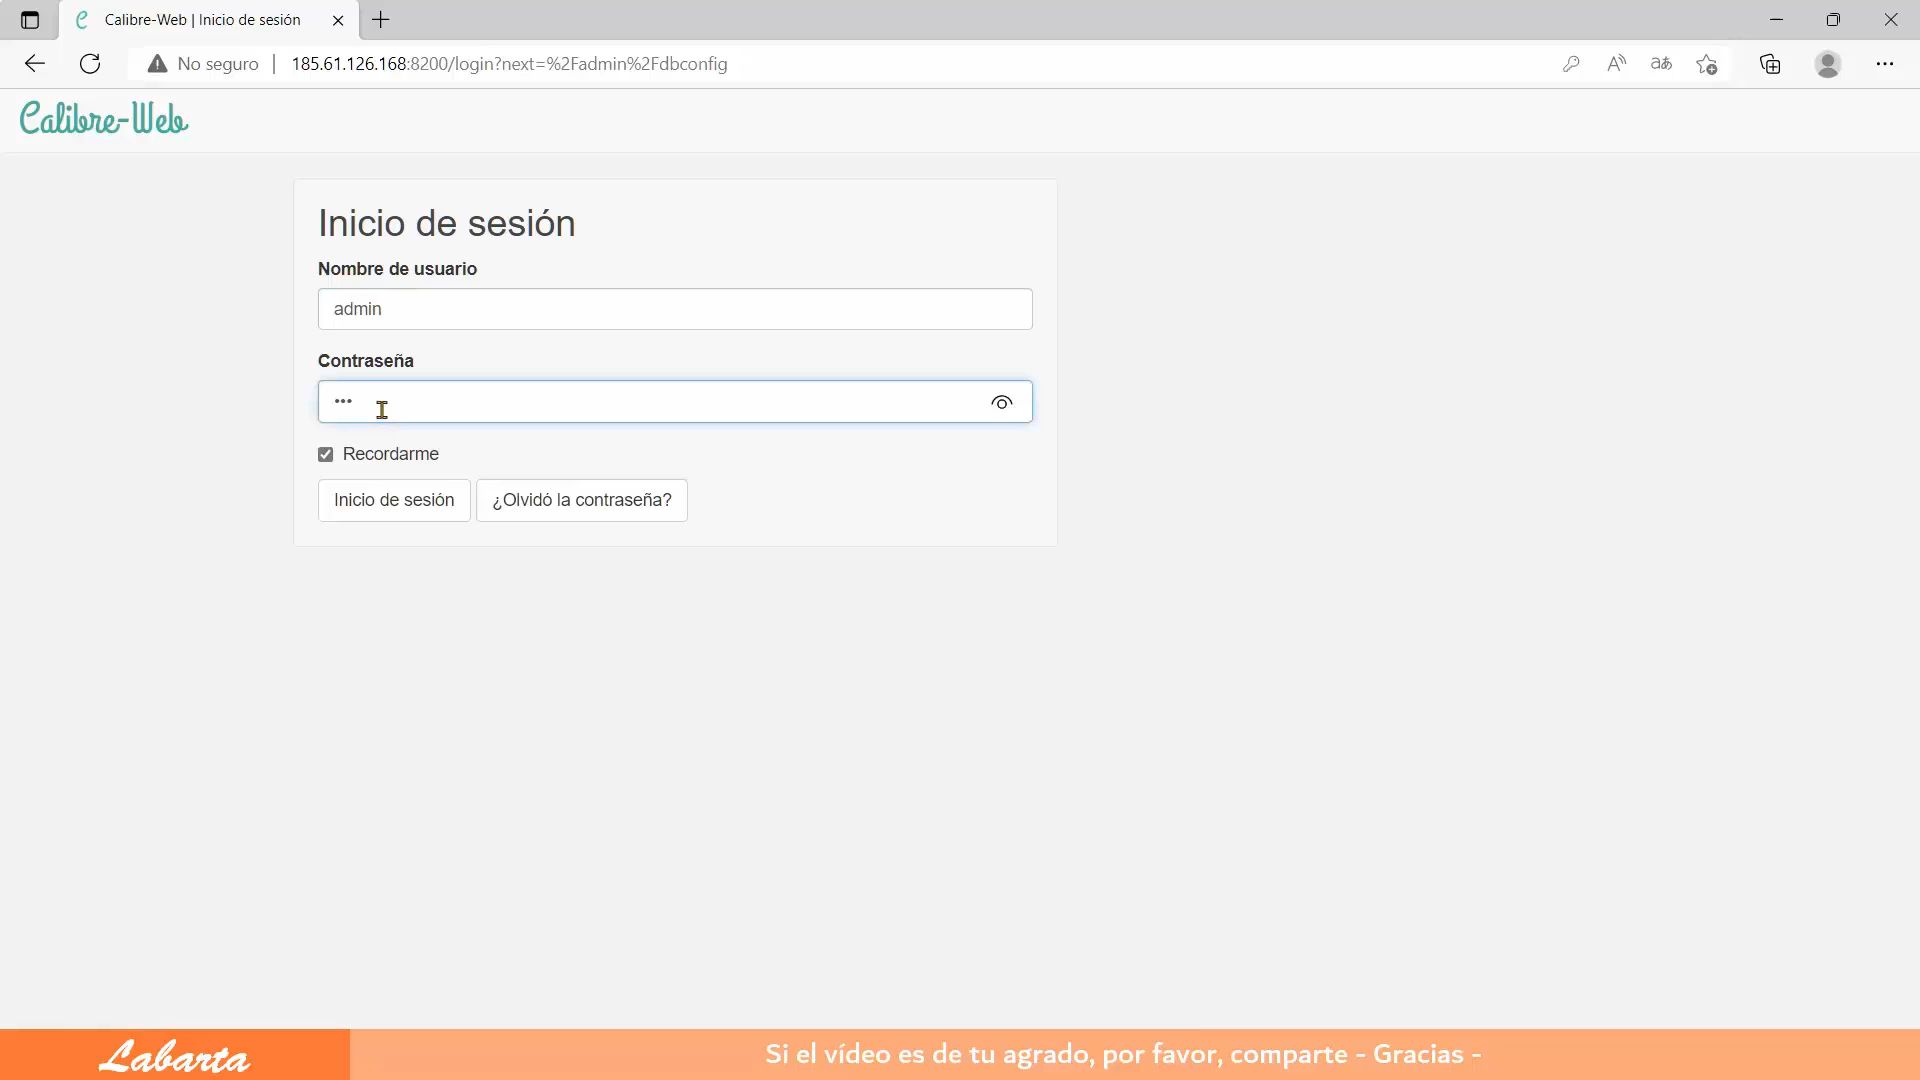 Calibre-Web | Inicio de sesión
No seguro | 185.61.126.168:8200/login?next=%2Fadmin%2Fdbconfig
Calibre-Web
Inicio de sesión
Nombre de usuario
admin
Contraseña
•••
Recordarme
Inicio de sesión
¿Olvidó la contraseña?
Labarta
Si el vídeo es de tu agrado, por favor, comparte - Gracias -